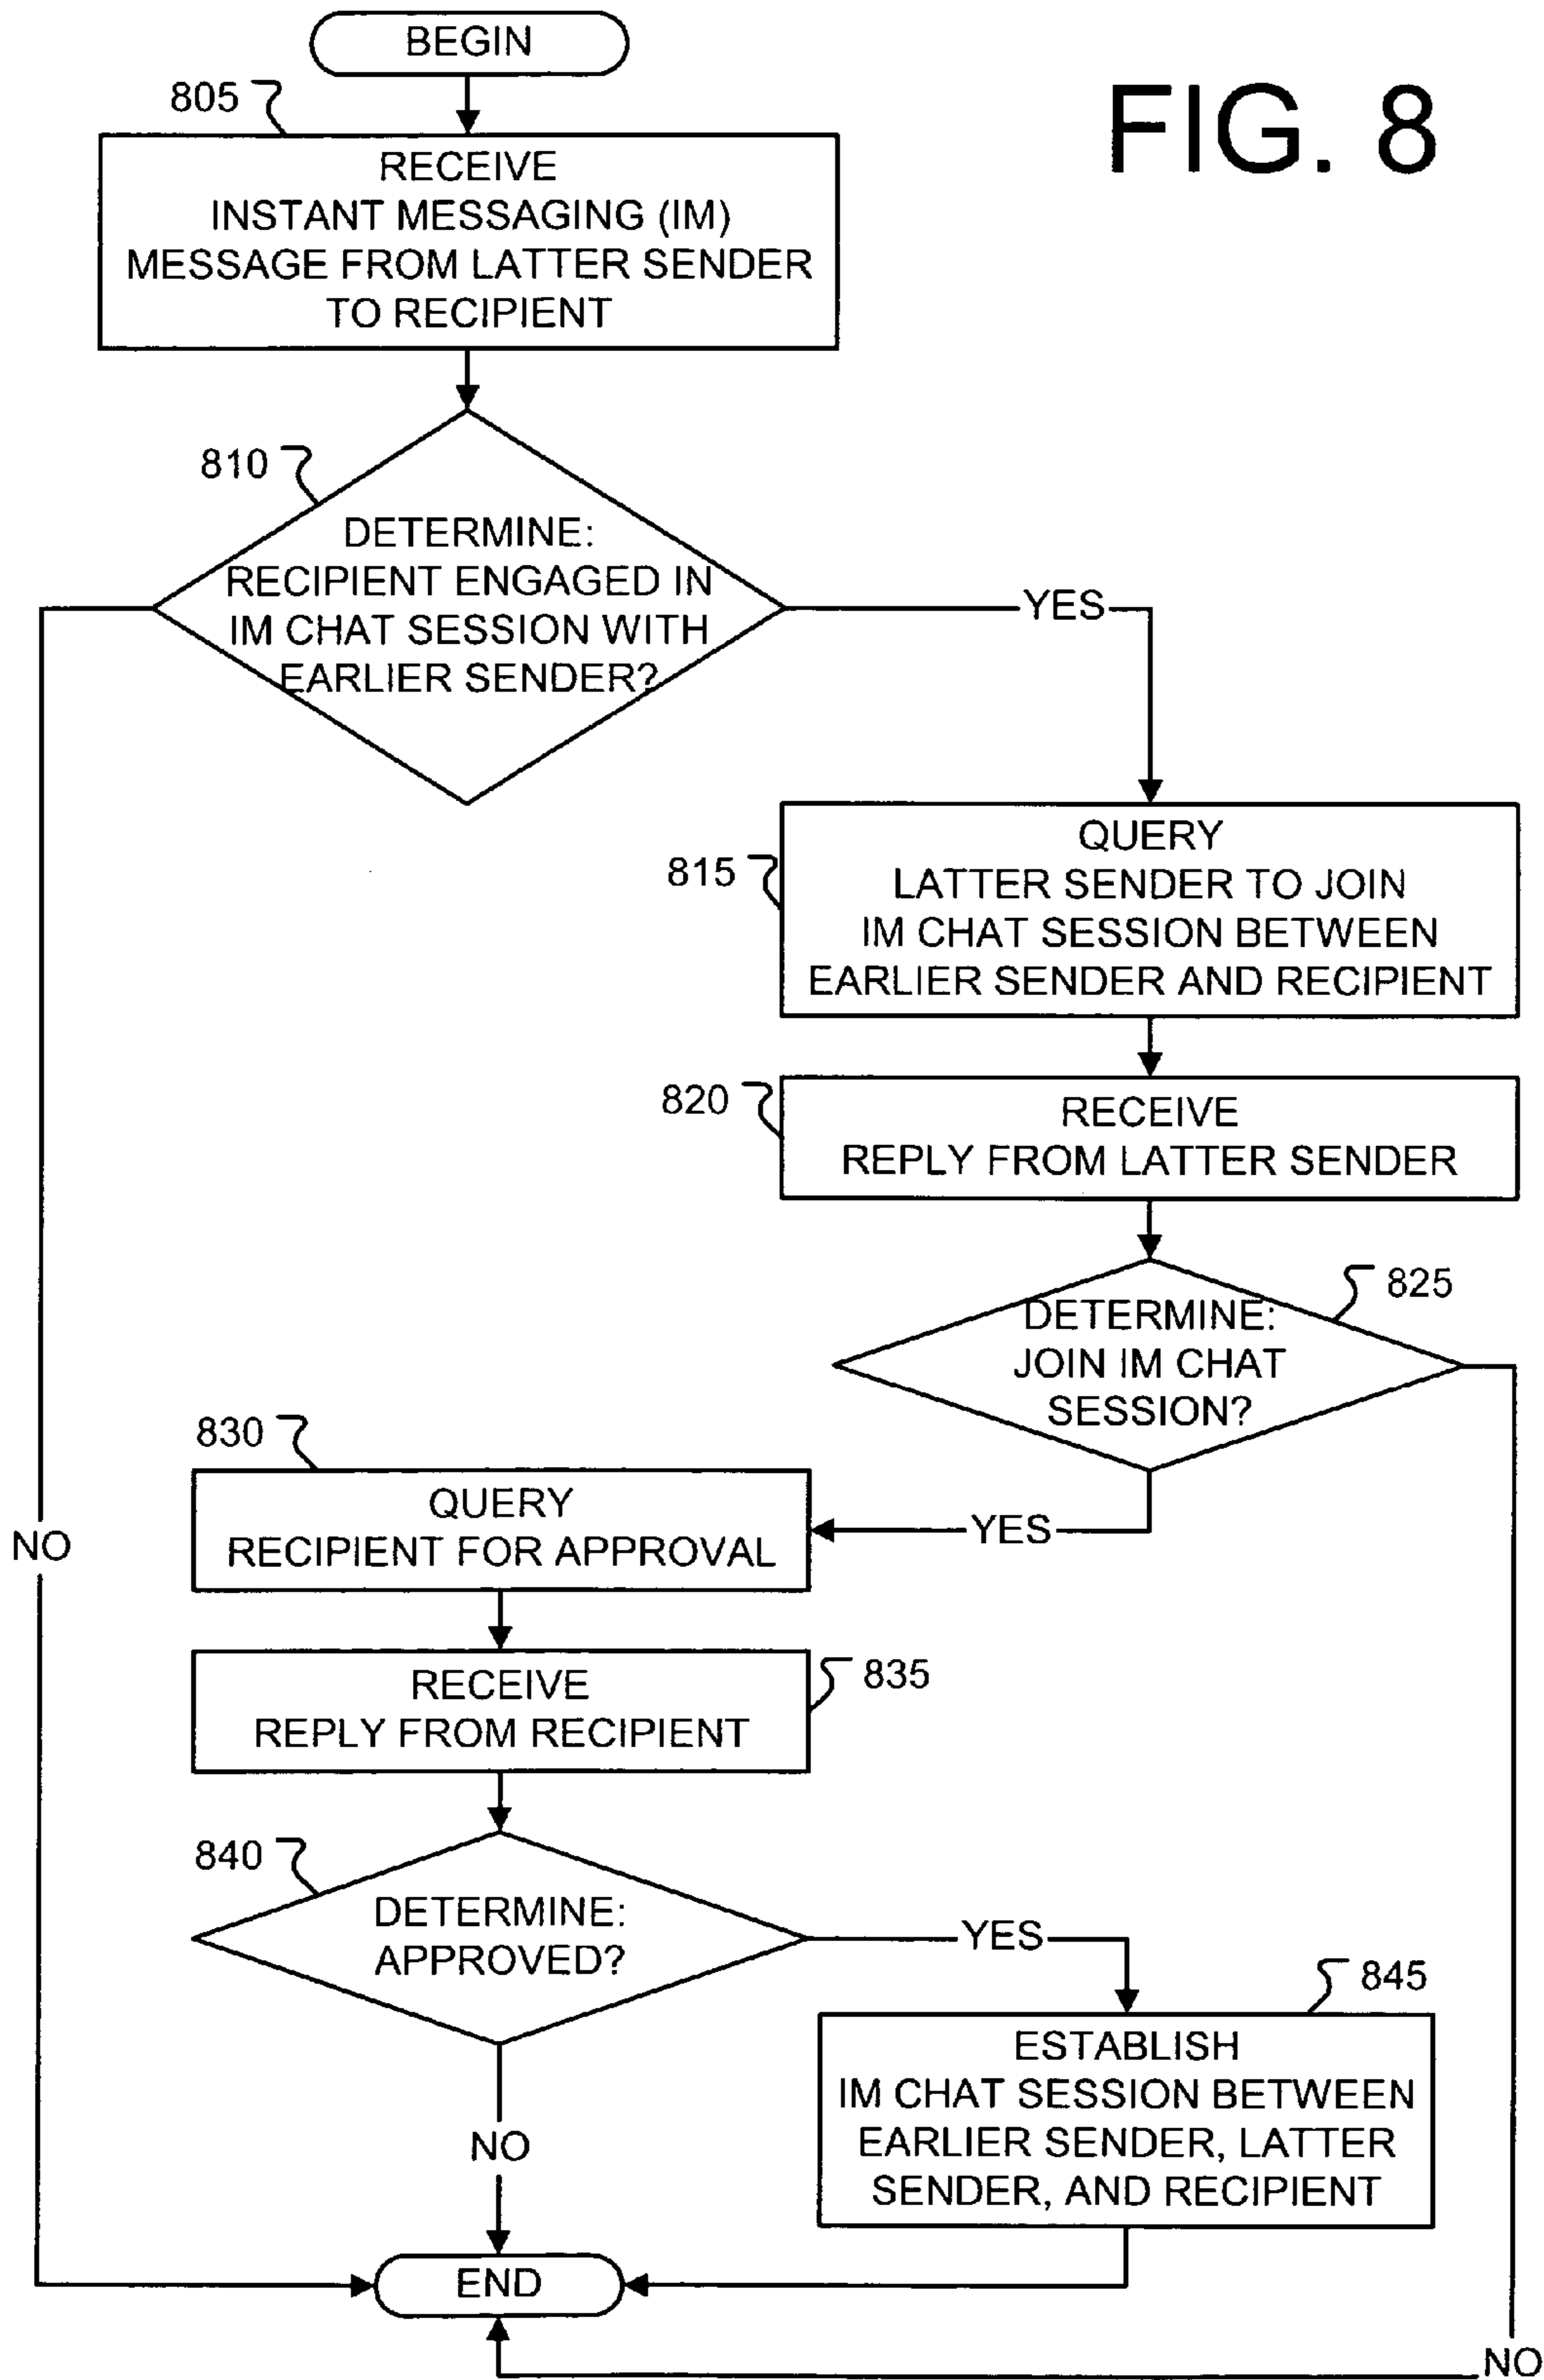 BEGIN
FIG. 8
805
RECEIVE
INSTANT MESSAGING (IM)
MESSAGE FROM LATTER SENDER
TO RECIPIENT
810
DETERMINE:
RECIPIENT ENGAGED IN
IM CHAT SESSION WITH
EARLIER SENDER?
YES
815
QUERY
LATTER SENDER TO JOIN
IM CHAT SESSION BETWEEN
EARLIER SENDER AND RECIPIENT
820
RECEIVE
REPLY FROM LATTER SENDER
825
DETERMINE:
JOIN IM CHAT
SESSION?
YES
830
QUERY
RECIPIENT FOR APPROVAL
NO
835
RECEIVE
REPLY FROM RECIPIENT
840
DETERMINE:
APPROVED?
YES
845
ESTABLISH
IM CHAT SESSION BETWEEN
EARLIER SENDER, LATTER
SENDER, AND RECIPIENT
NO
END
NO